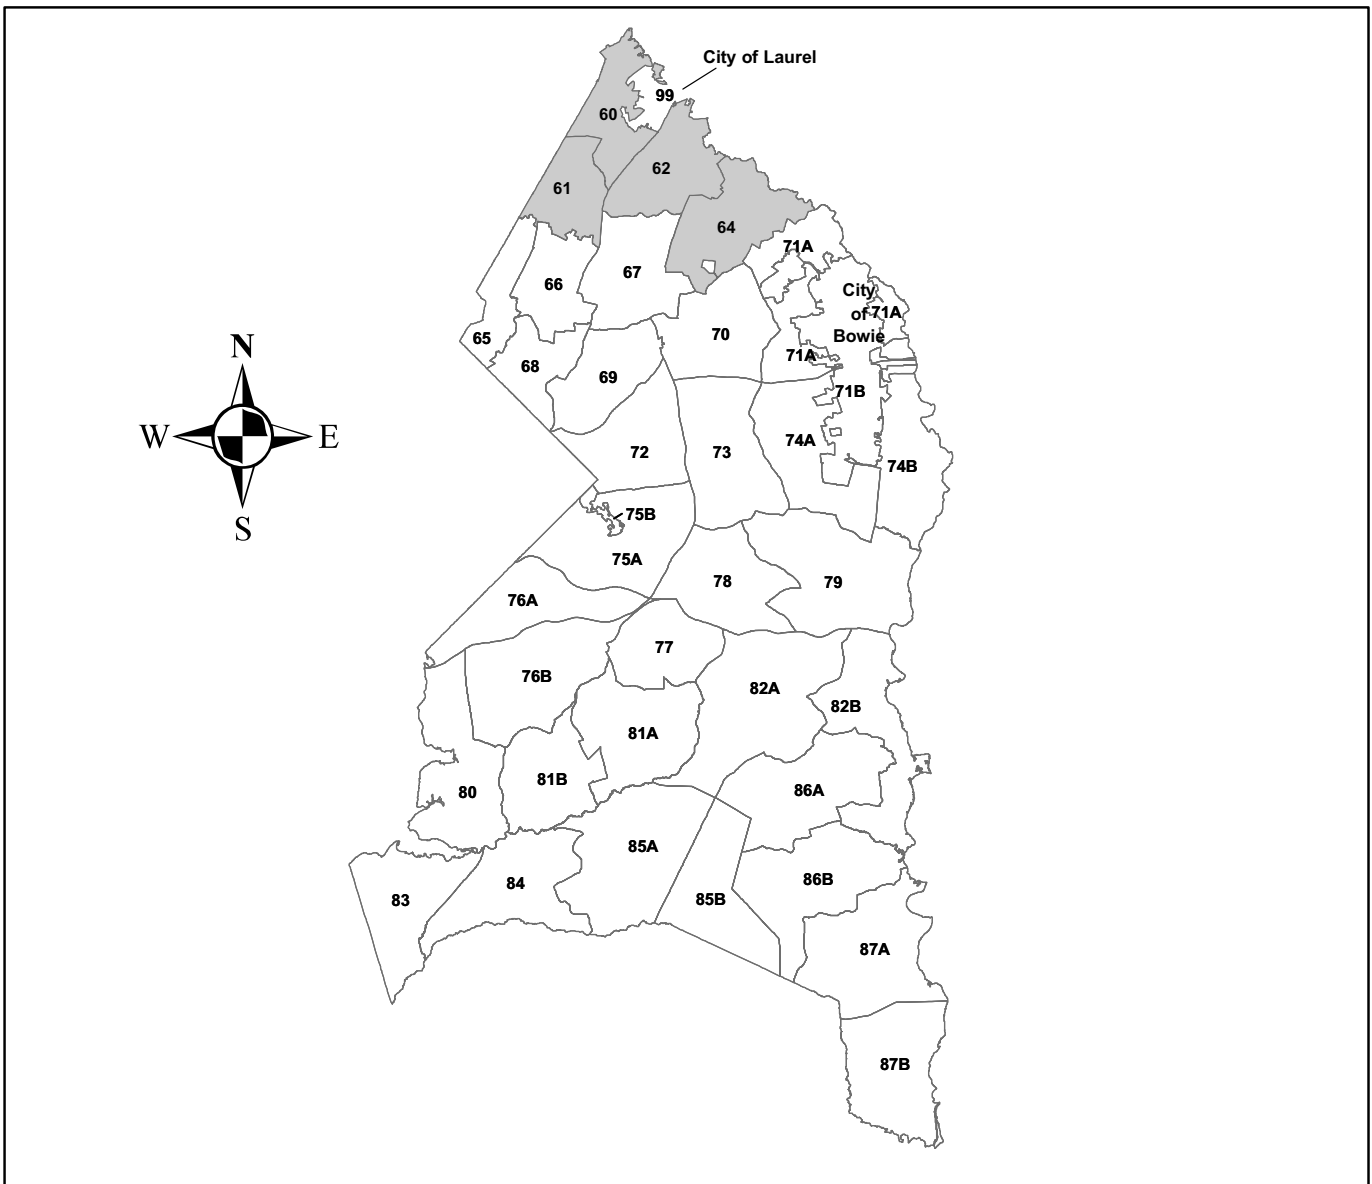 City of Laurel
99
60
62
61
64
71A
67
66
City
of
Bowie
71A
65
70
68
71A
69
71B
N
W
E
S
72
73
74A
74B
75B
75A
78
79
76A
77
76B
82A
82B
81A
81B
80
86A
85A
86B
84
83
85B
87A
87B